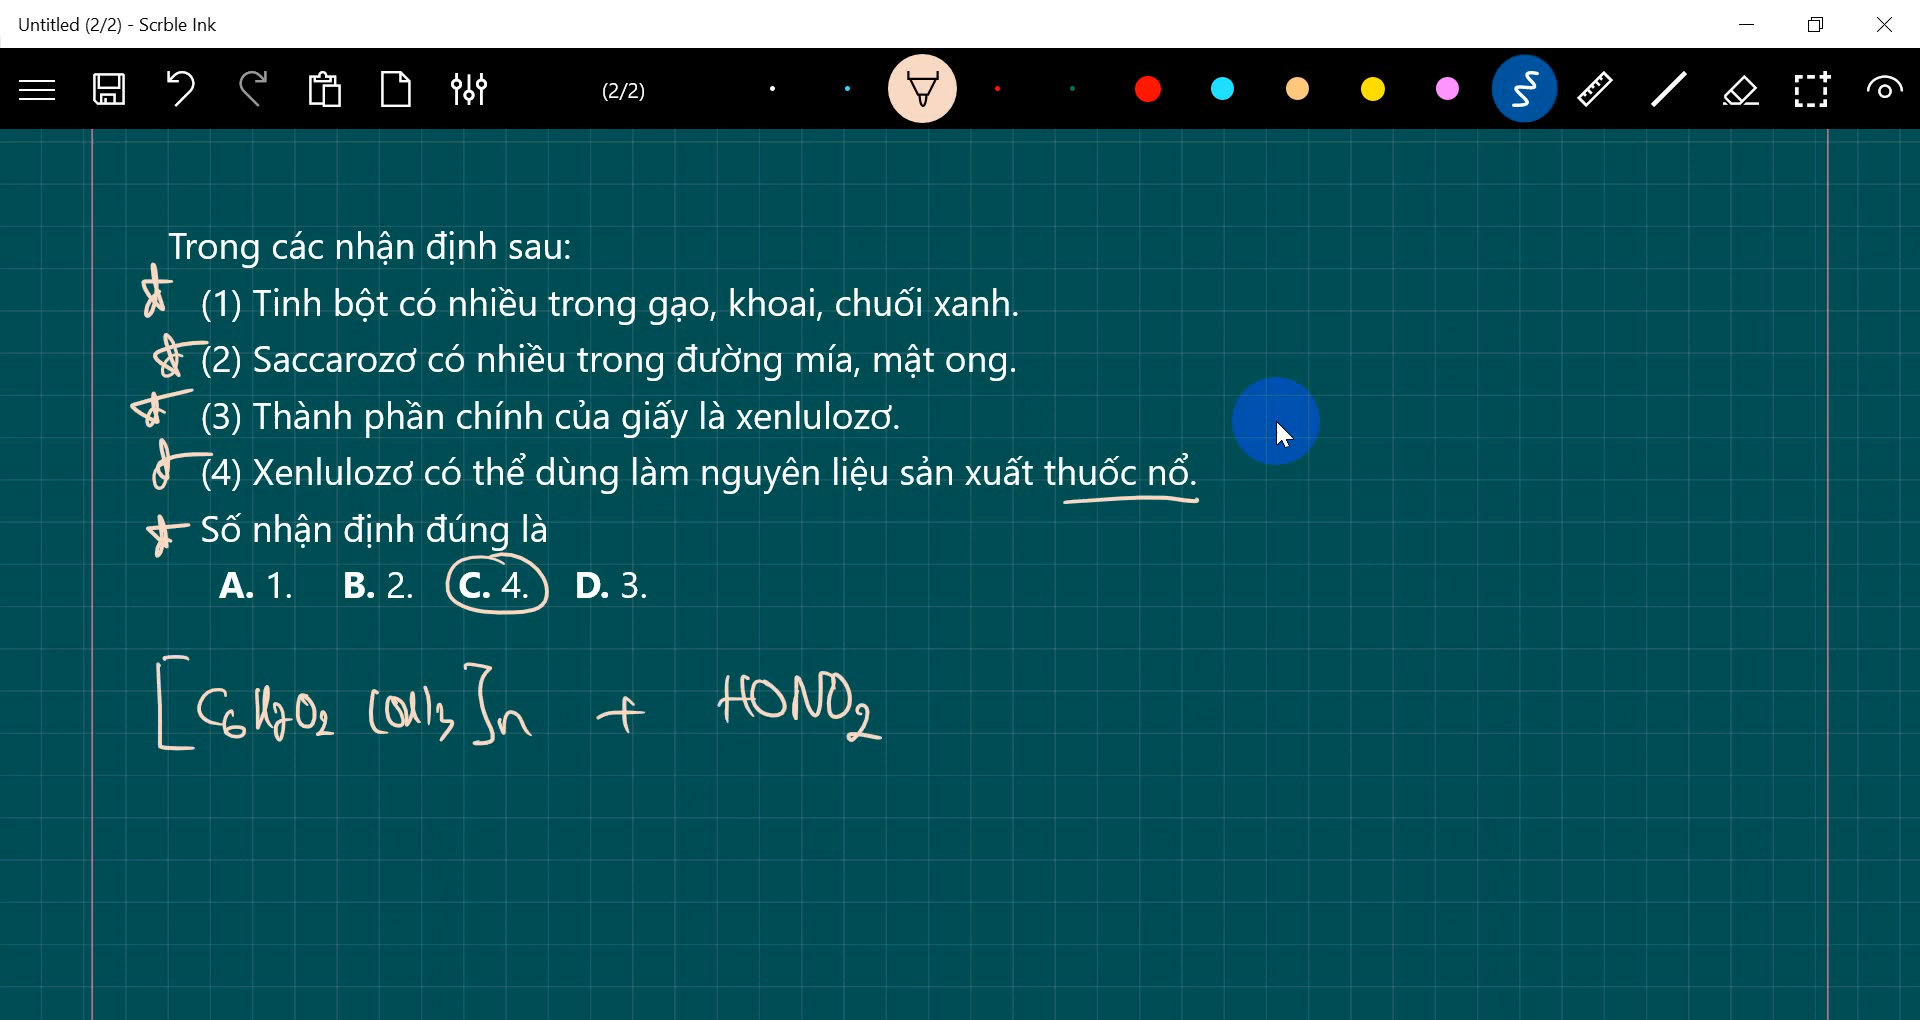 Untitled (2/2) - Scrble Ink
(2/2)
Trong các nhận định sau:
(1) Tinh bột có nhiều trong gạo, khoai, chuối xanh.
(2) Saccarozơ có nhiều trong đường mía, mật ong.
(3) Thành phần chính của giấy là xenlulozơ.
(4) Xenlulozơ có thể dùng làm nguyên liệu sản xuất thuốc nổ.
Số nhận định đúng là
A. 1. B. 2. C. 4. D. 3.
[C6H7O2(OH)3]n + HONO2